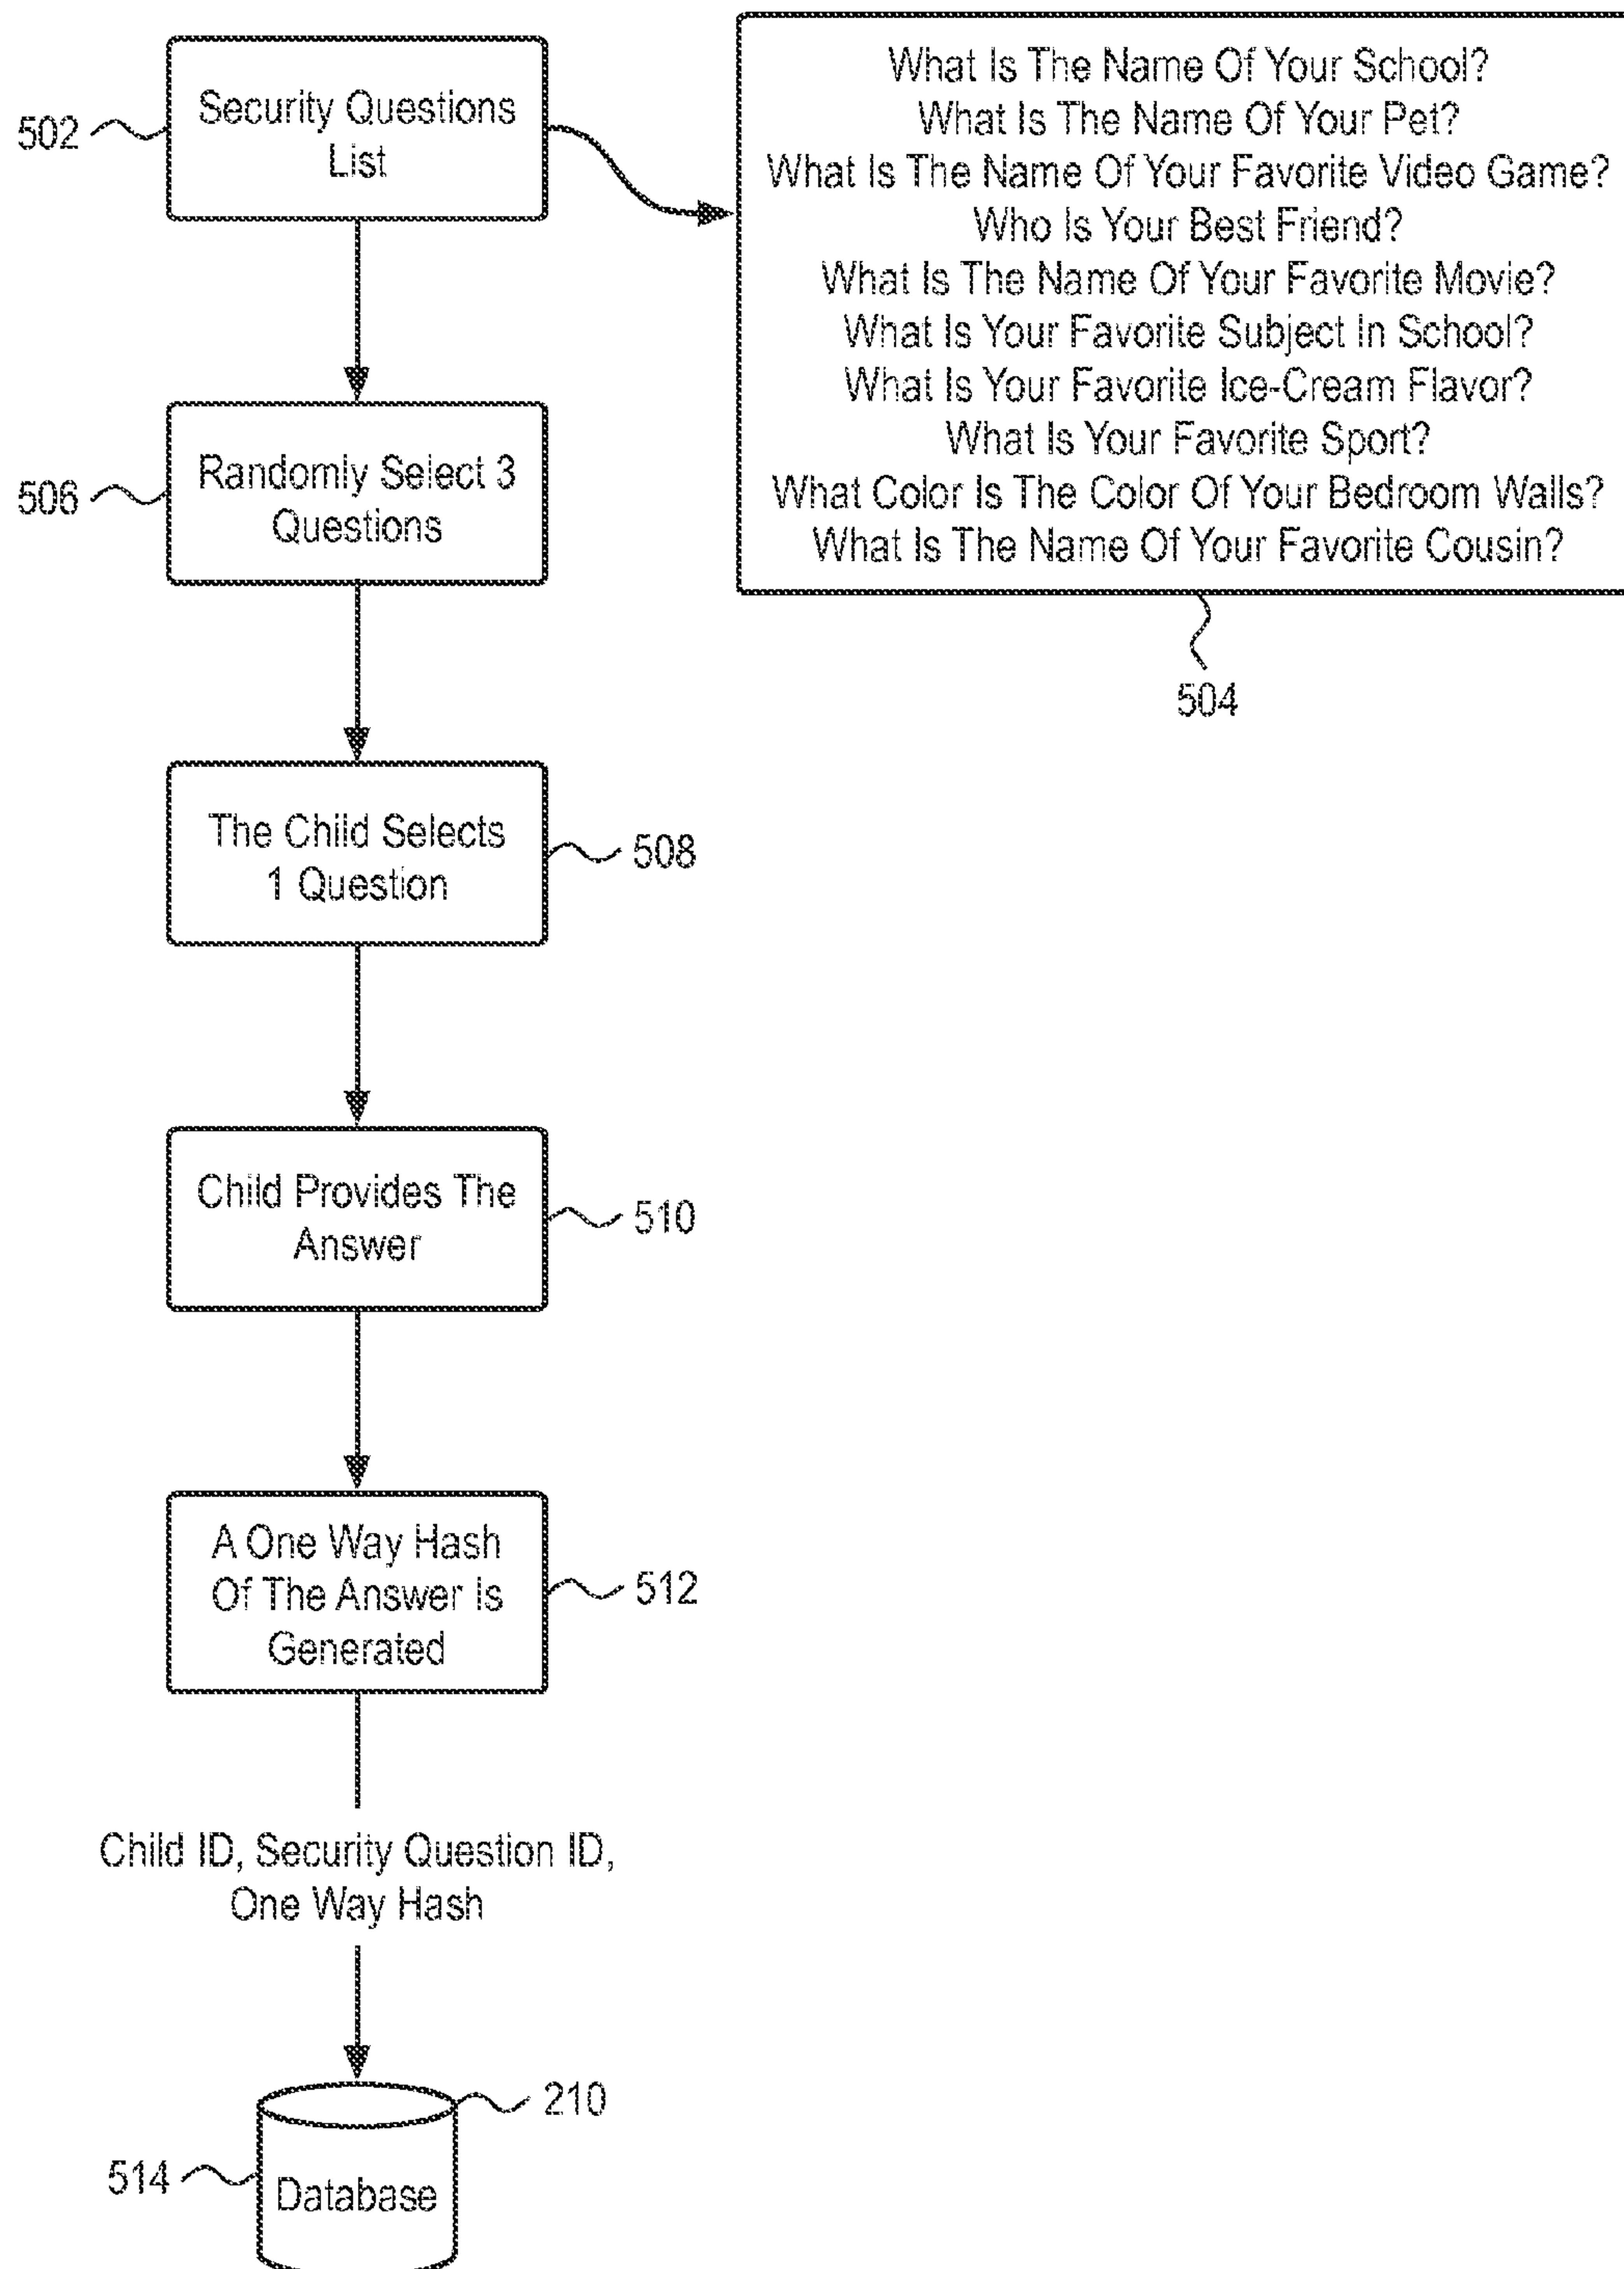 502
Security Questions
List
What Is The Name Of Your School?
What Is The Name Of Your Pet?
What Is The Name Of Your Favorite Video Game?
Who Is Your Best Friend?
What Is The Name Of Your Favorite Movie?
What Is Your Favorite Subject In School?
What Is Your Favorite Ice-Cream Flavor?
What Is Your Favorite Sport?
What Color Is The Color Of Your Bedroom Walls?
What Is The Name Of Your Favorite Cousin?
504
506
Randomly Select 3
Questions
The Child Selects
1 Question
508
Child Provides The
Answer
510
A One Way Hash
Of The Answer Is
Generated
512
Child ID, Security Question ID,
One Way Hash
210
514
Database